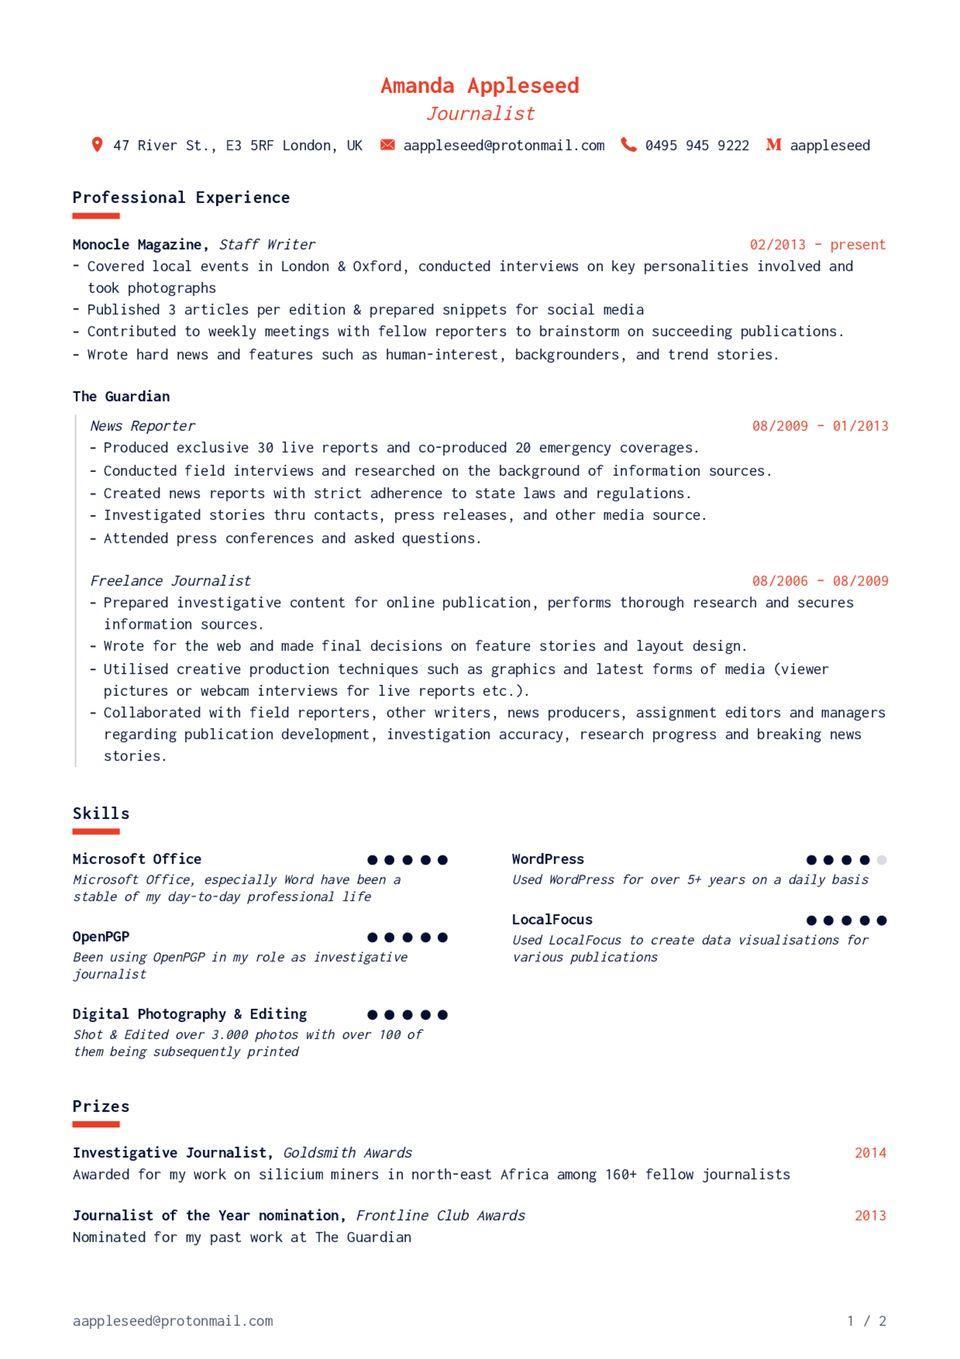 Amanda Appleseed
Journalist
47 River St., E3 5RF London, UK aappleseed@protonmail.com 0495 945 9222 M aappleseed
Professional Experience
Monocle Magazine, Staff Writer 02/2013 – present
- Covered local events in London & Oxford, conducted interviews on key personalities involved and
took photographs
- Published 3 articles per edition & prepared snippets for social media
- Contributed to weekly meetings with fellow reporters to brainstorm on succeeding publications.
- Wrote hard news and features such as human-interest, backgrounders, and trend stories.
The Guardian
News Reporter 08/2009 – 01/2013
- Produced exclusive 30 live reports and co-produced 20 emergency coverages.
- Conducted field interviews and researched on the background of information sources.
- Created news reports with strict adherence to state laws and regulations.
- Investigated stories thru contacts, press releases, and other media source.
- Attended press conferences and asked questions.
Freelance Journalist 08/2006 – 08/2009
- Prepared investigative content for online publication, performs thorough research and secures
information sources.
- Wrote for the web and made final decisions on feature stories and layout design.
- Utilised creative production techniques such as graphics and latest forms of media (viewer
pictures or webcam interviews for live reports etc.).
- Collaborated with field reporters, other writers, news producers, assignment editors and managers
regarding publication development, investigation accuracy, research progress and breaking news
stories.
Skills
Microsoft Office
Microsoft Office, especially Word have been a
stable of my day-to-day professional life
OpenPGP
Been using OpenPGP in my role as investigative
journalist
Digital Photography & Editing
Shot & Edited over 3.000 photos with over 100 of
them being subsequently printed
WordPress
Used WordPress for over 5+ years on a daily basis
LocalFocus
Used LocalFocus to create data visualisations for
various publications
Prizes
Investigative Journalist, Goldsmith Awards 2014
Awarded for my work on silicium miners in north-east Africa among 160+ fellow journalists
Journalist of the Year nomination, Frontline Club Awards 2013
Nominated for my past work at The Guardian
aappleseed@protonmail.com 1 / 2